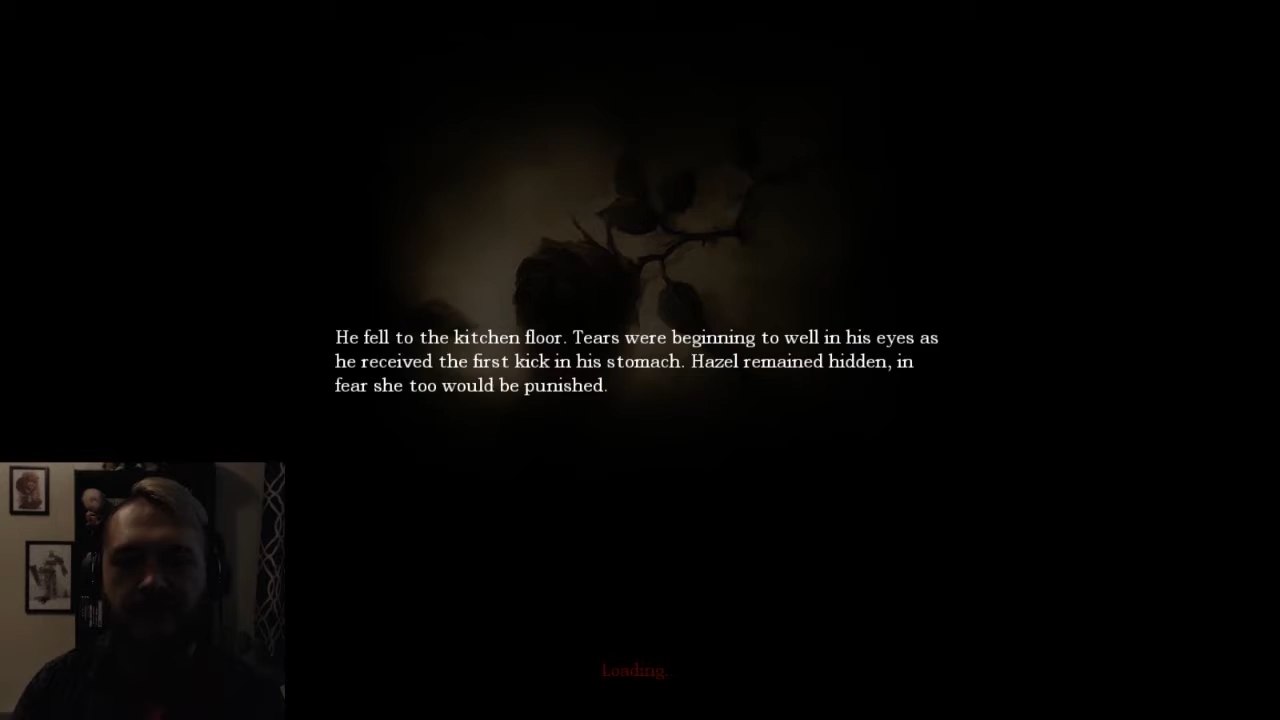 He fell to the kitchen floor. Tears were beginning to well in his eyes as
he received the first kick in his stomach. Hazel remained hidden, in
fear she too would be punished.
Loading..